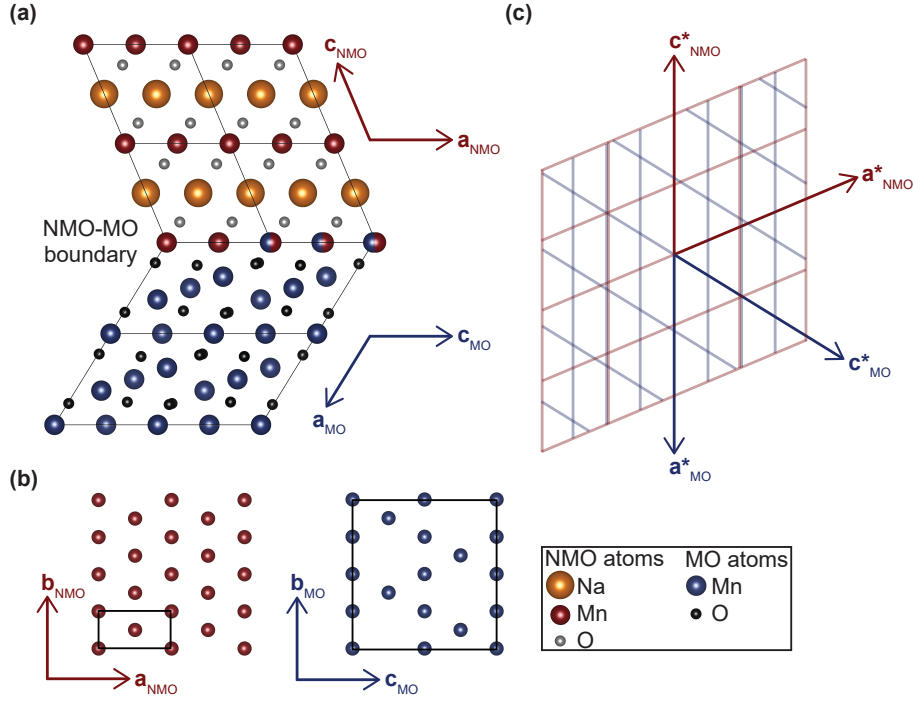 (a)
c_NMO
a_NMO
NMO-MO
boundary
c_MO
a_MO
(c)
c*_NMO
a*_NMO
c*_MO
a*_MO
(b)
b_NMO
a_NMO
b_MO
c_MO
NMO atoms MO atoms
Na Mn
Mn O
O